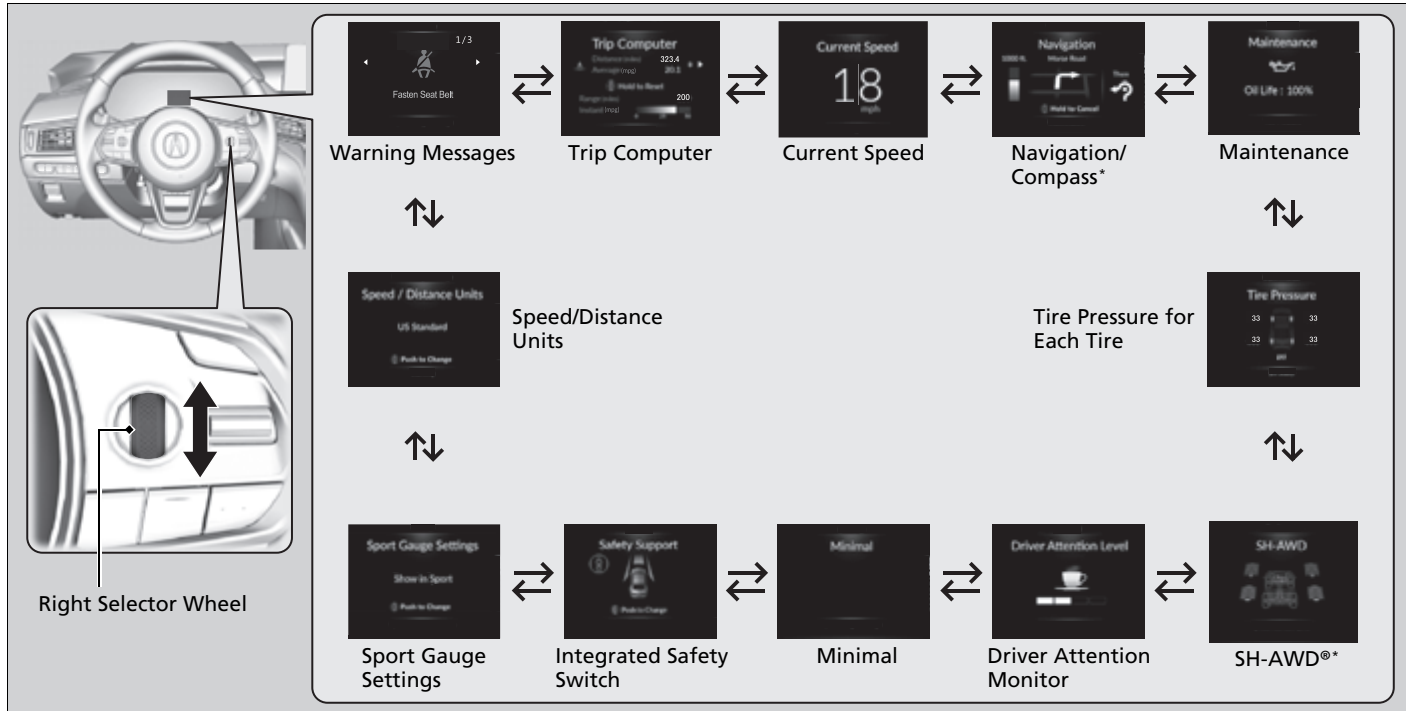 1/3
Fasten Seat Belt
Warning Messages
Trip Computer
Distance (miles) 323.4
Average (mpg) 20.1
Hold to Reset
Range (miles) 200
Instant (mpg)
Trip Computer
Current Speed
18
mph
Current Speed
Navigation
Morse Road
Then
Hold to Cancel
Navigation/
Compass*
Maintenance
Oil Life : 100%
Maintenance
Speed / Distance Units
US Standard
Push to Change
Speed/Distance
Units
Tire Pressure for
Each Tire
Tire Pressure
33 33
33 33
Right Selector Wheel
Sport Gauge Settings
Show in Sport
Push to Change
Sport Gauge
Settings
Safety Support
Push to Change
Integrated Safety
Switch
Minimal
Minimal
Driver Attention Level
Driver Attention
Monitor
SH-AWD
SH-AWD®*